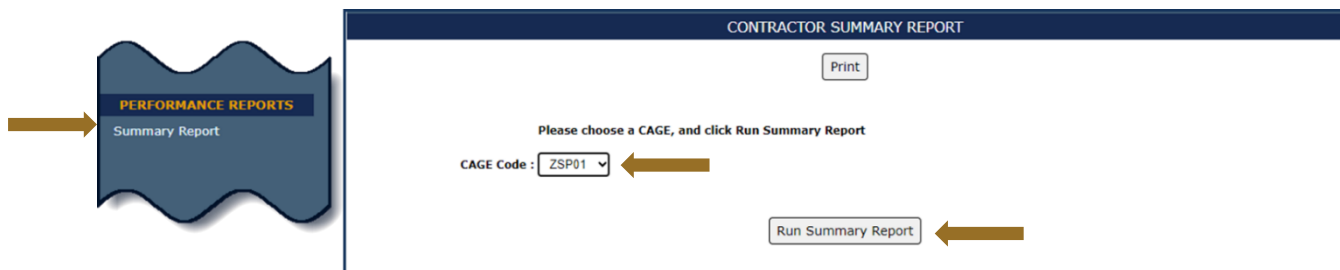 PERFORMANCE REPORTS
Summary Report
CONTRACTOR SUMMARY REPORT
Print
Please choose a CAGE, and click Run Summary Report
CAGE Code : ZSP01
Run Summary Report